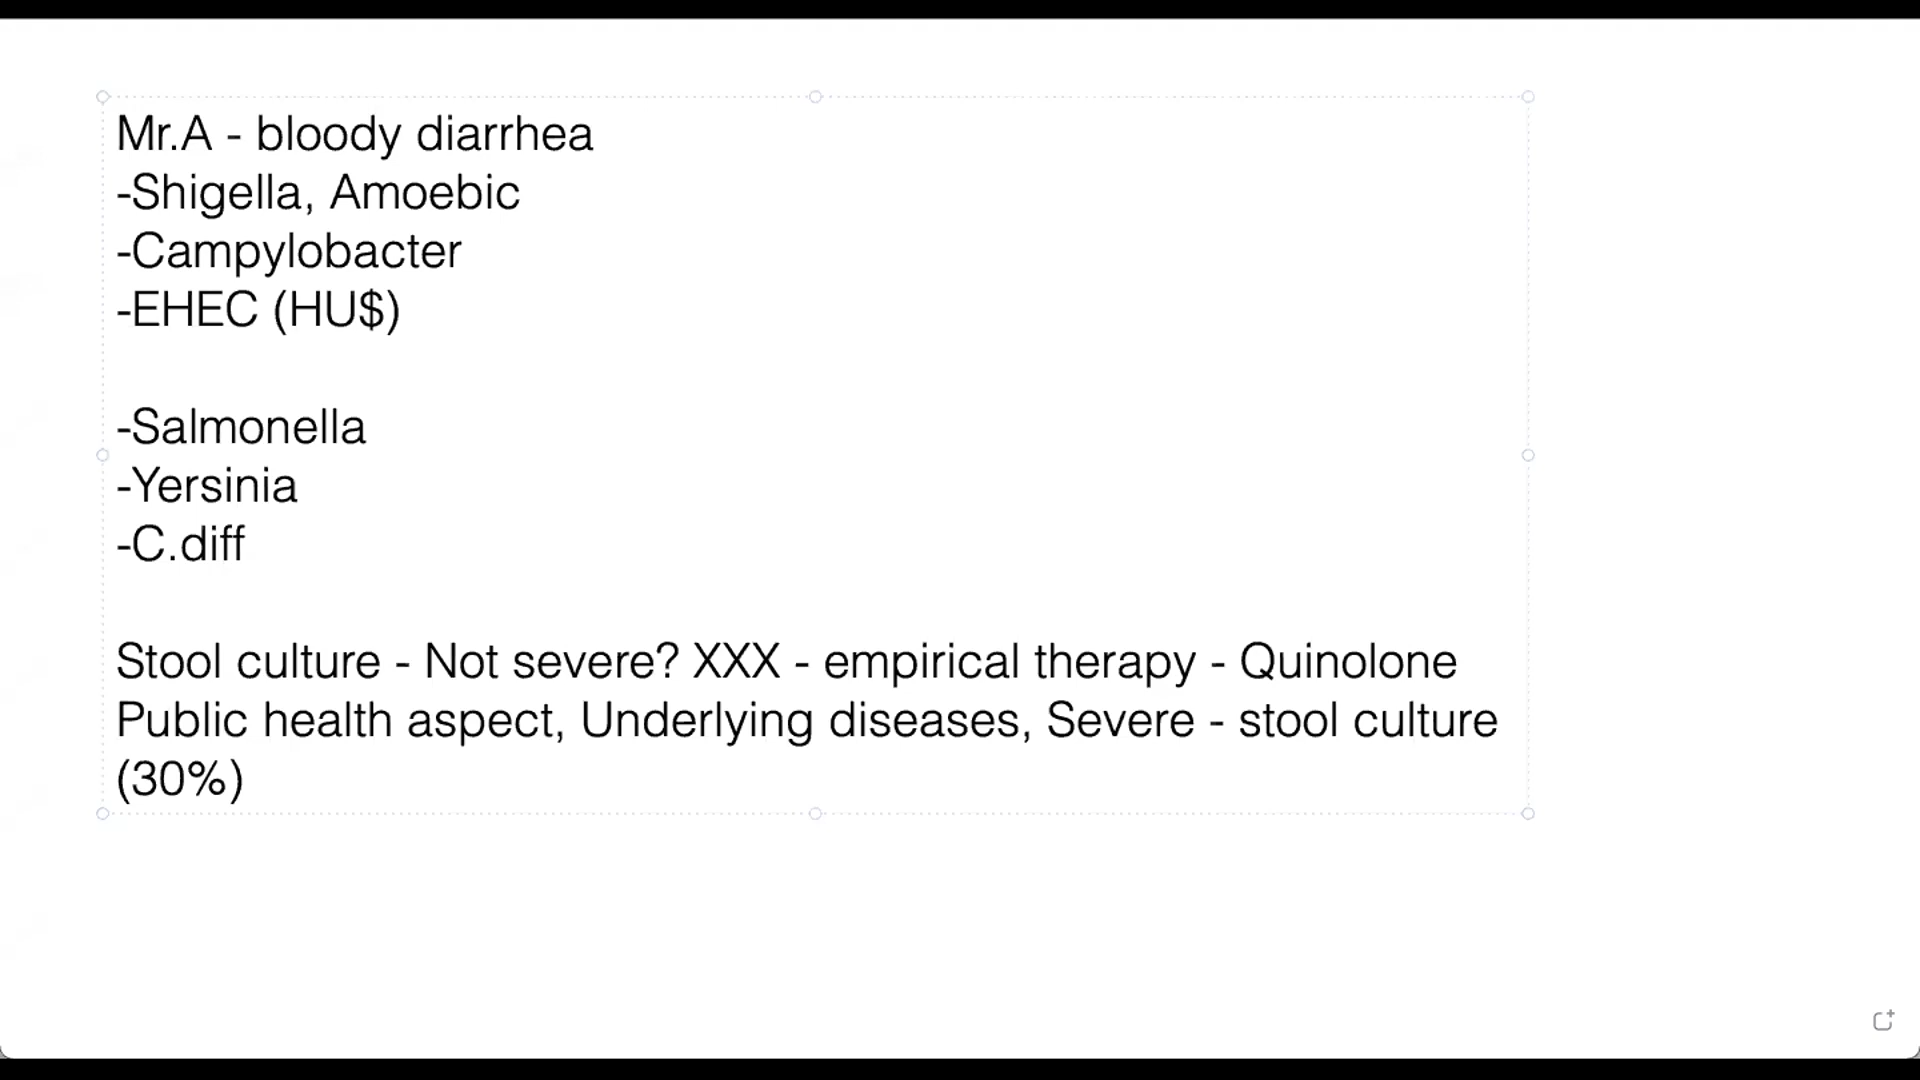 Mr.A - bloody diarrhea
-Shigella, Amoebic
-Campylobacter
-EHEC (HU$)
-Salmonella
-Yersinia
-C.diff
Stool culture - Not severe? XXX - empirical therapy - Quinolone
Public health aspect, Underlying diseases, Severe - stool culture
(30%)